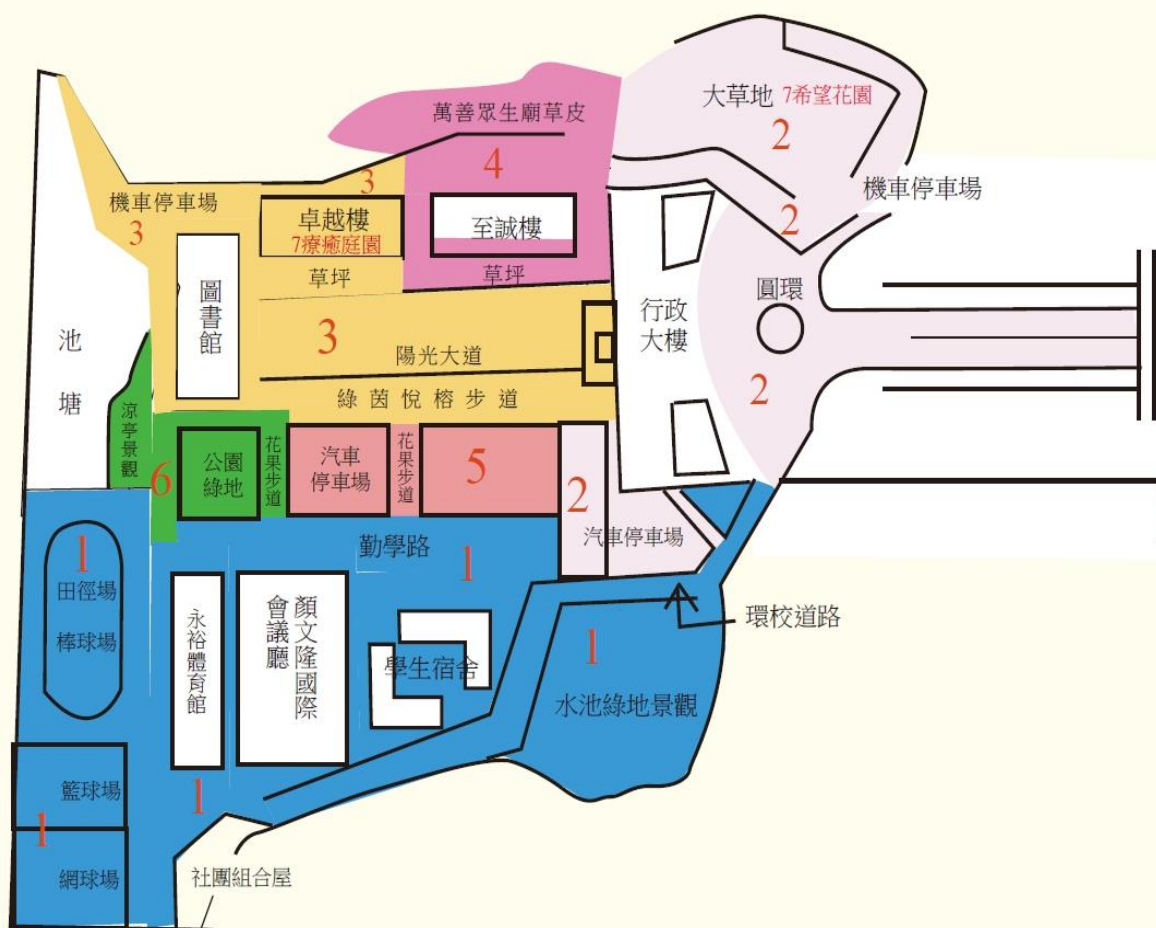 萬善眾生廟草皮
4
大草地 7希望花園
2
機車停車場
3
3
卓越樓
7療癒庭園
至誠樓
機車停車場
2
草坪
草坪
圖書館
3
陽光大道
行政
大樓
圓環
2
池塘
綠茵悅榕步道
涼亭景觀
6
公園
綠地
花果步道
汽車
停車場
花果步道
5
2
汽車停車場
勤學路
1
1
田徑場
棒球場
永裕體育館
顏文隆國際
會議廳
學生宿舍
環校道路
1
水池綠地景觀
籃球場
1
1
網球場
社團組合屋